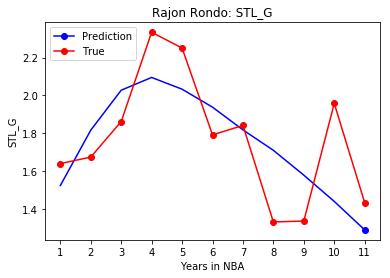 Rajon Rondo: STL_G
Prediction
True
STL_G
2.2
2.0
1.8
1.6
1.4
1 2 3 4 5 6 7 8 9 10 11
Years in NBA